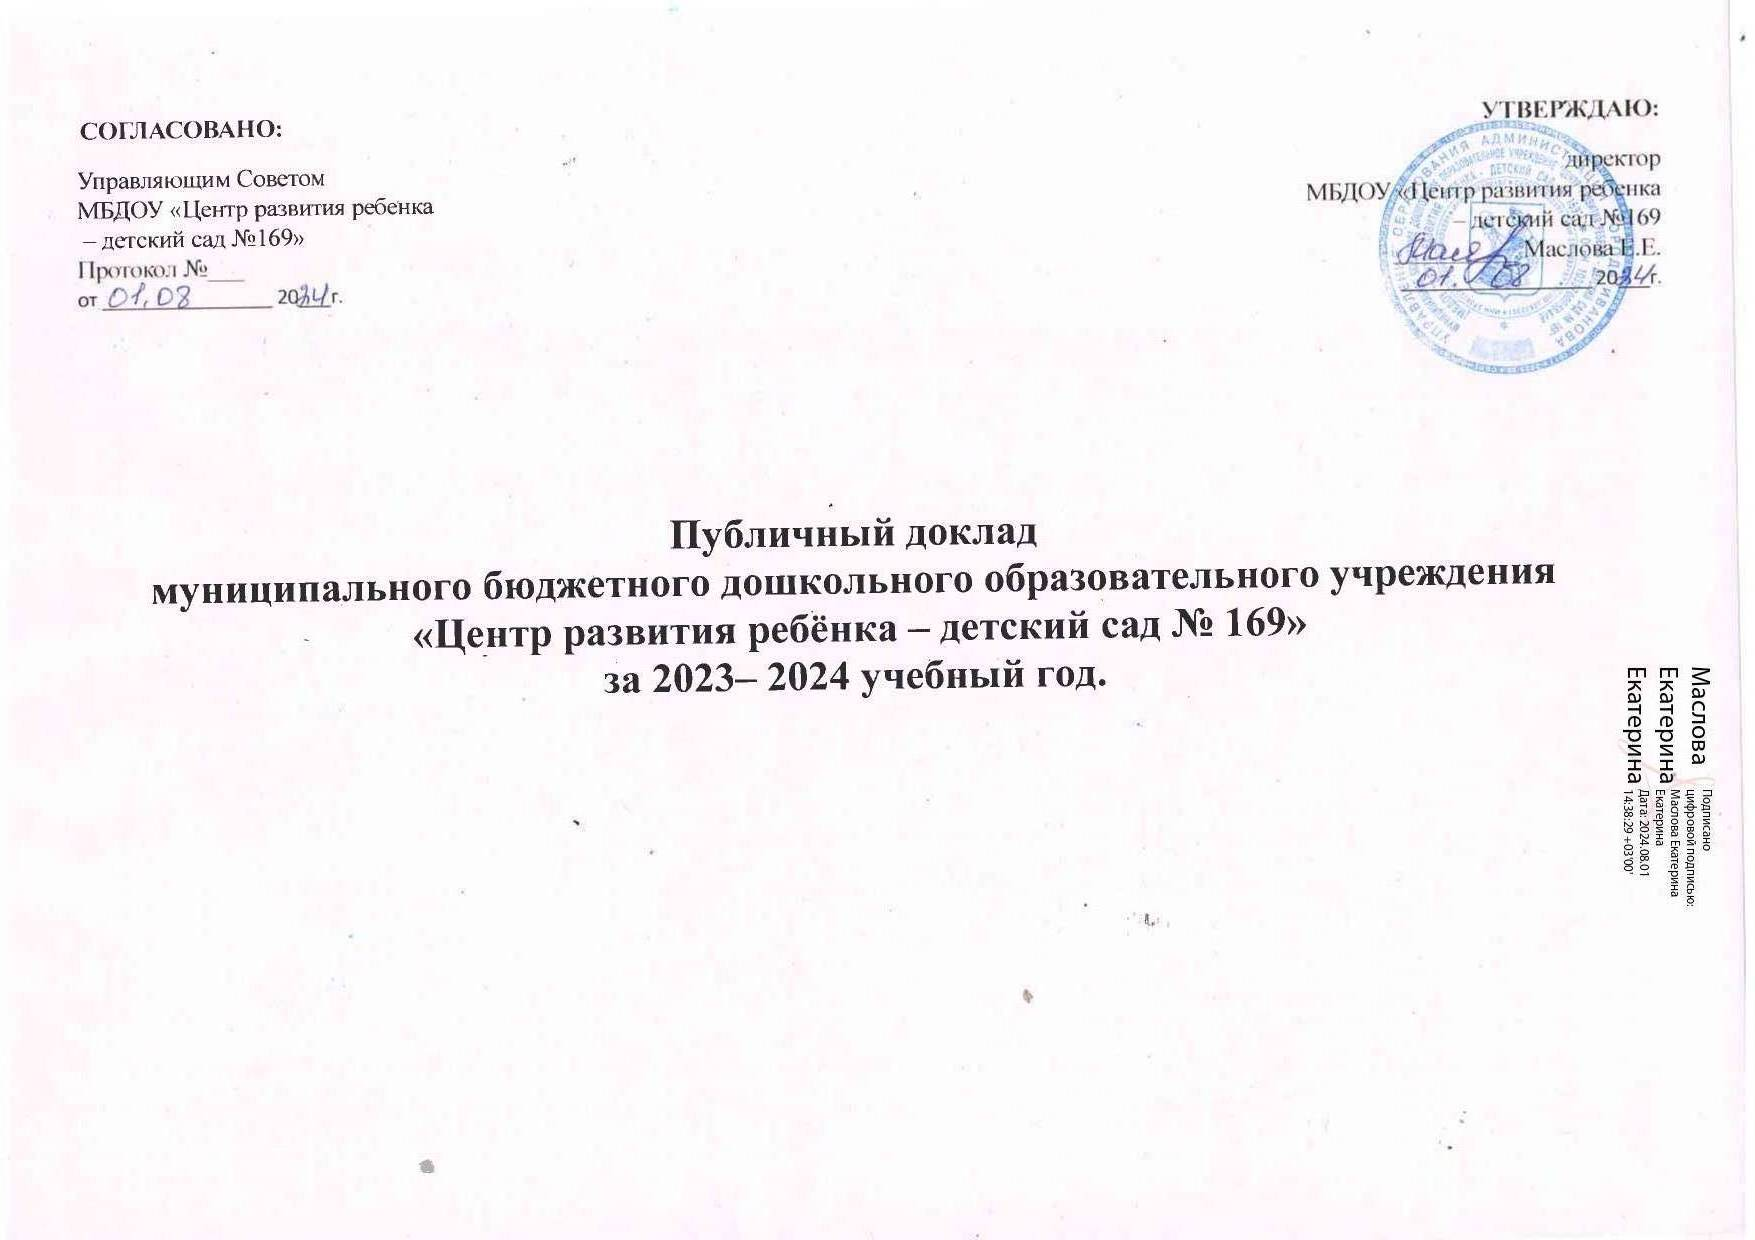 СОГЛАСОВАНО:
Управляющим Советом
МБДОУ «Центр развития ребенка
– детский сад №169»
Протокол №___
от 01.08 2024г.
УТВЕРЖДАЮ:
директор
МБДОУ «Центр развития ребенка
– детский сад №169
Маслова Е.Е.
01. 08 2024г.
Публичный доклад
муниципального бюджетного дошкольного образовательного учреждения
«Центр развития ребёнка – детский сад № 169»
за 2023– 2024 учебный год.
Маслова
Екатерина
Екатерина
Подписано
цифровой подписью:
Маслова Екатерина
Екатерина
Дата: 2024.08.01
14:38:29 +03'00'